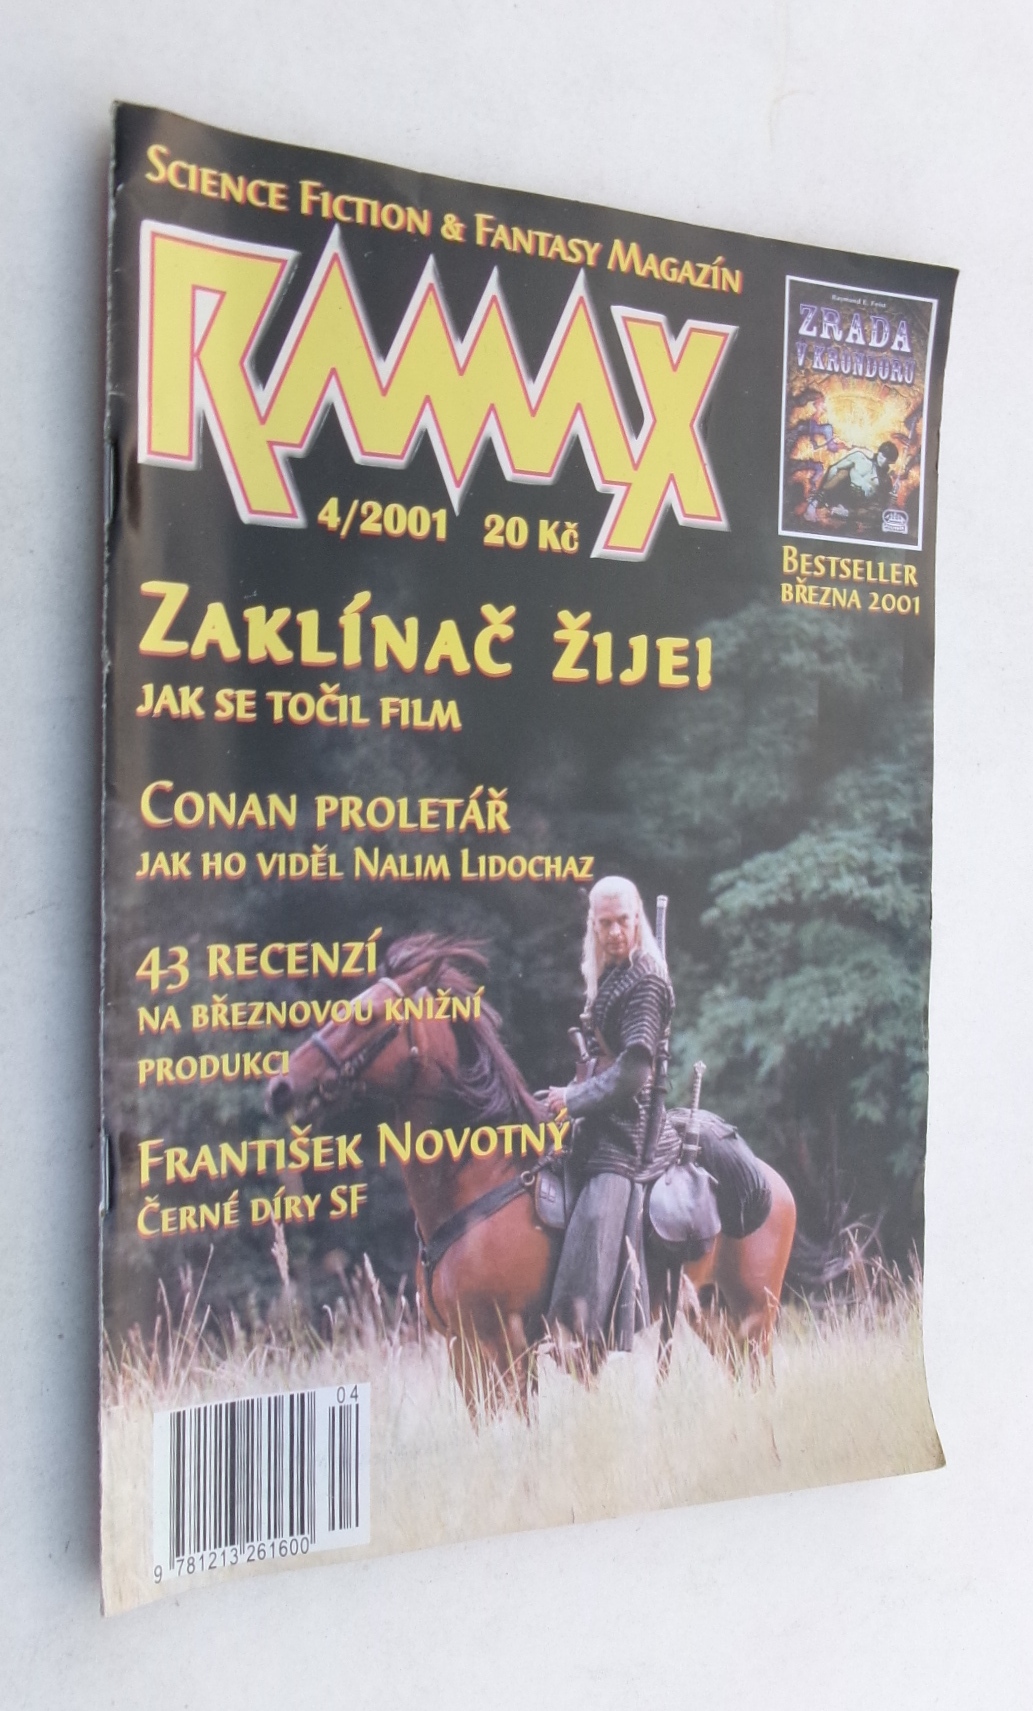 Science Fiction & Fantasy Magazín
RAMAX
4/2001 20 Kč
Raymond E. Feist
ZRADA
V KRONDORU
Bestseller
března 2001
Zaklínač žije!
jak se točil film
Conan proletář
jak ho viděl Nalim Lidochaz
43 recenzí
na březnovou knižní
produkci
František Novotný
Černé díry SF
04
9 781213 261600